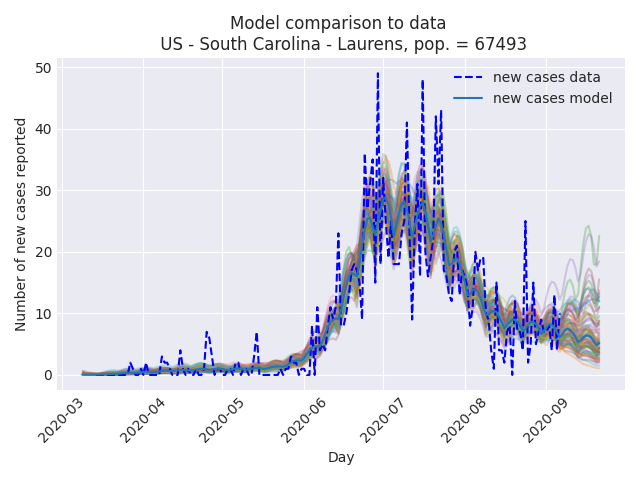 Model comparison to data
US - South Carolina - Laurens, pop. = 67493
new cases data
new cases model
Number of new cases reported
50
40
30
20
10
0
2020-03
2020-04
2020-05
2020-06
2020-07
2020-08
2020-09
Day